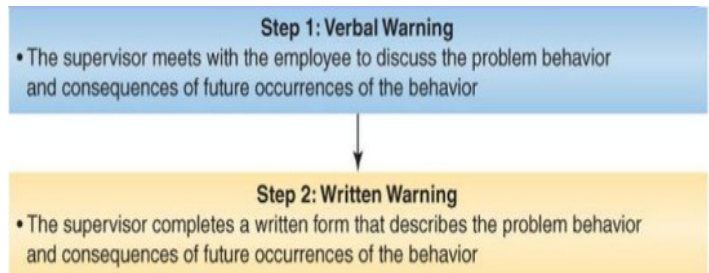 Step 1: Verbal Warning
• The supervisor meets with the employee to discuss the problem behavior
and consequences of future occurrences of the behavior
Step 2: Written Warning
• The supervisor completes a written form that describes the problem behavior
and consequences of future occurrences of the behavior